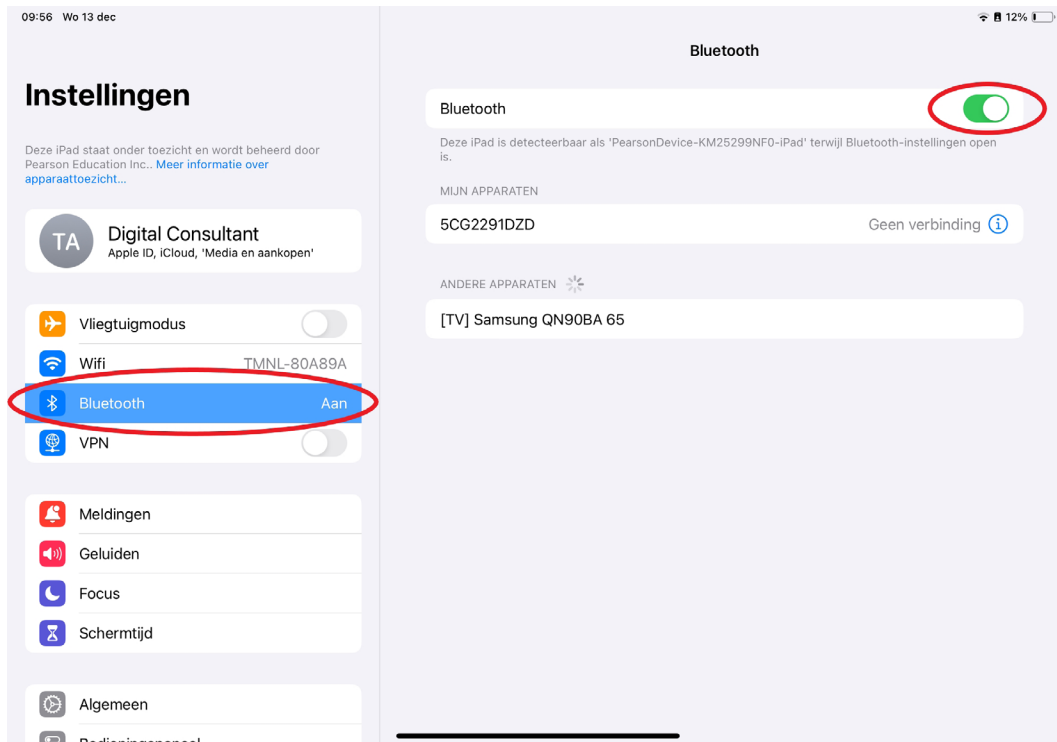 09:56 Wo 13 dec
12%
Instellingen
Deze iPad staat onder toezicht en wordt beheerd door
Pearson Education Inc.. Meer informatie over
apparaattoezicht...
TA
Digital Consultant
Apple ID, iCloud, 'Media en aankopen'
Vliegtuigmodus
Wifi TMNL-80A89A
Bluetooth Aan
VPN
Meldingen
Geluiden
Focus
Schermtijd
Algemeen
Bluetooth
Bluetooth
Deze iPad is detecteerbaar als 'PearsonDevice-KM25299NF0-iPad' terwijl Bluetooth-instellingen open
is.
MIJN APPARATEN
5CG2291DZD Geen verbinding
ANDERE APPARATEN
[TV] Samsung QN90BA 65